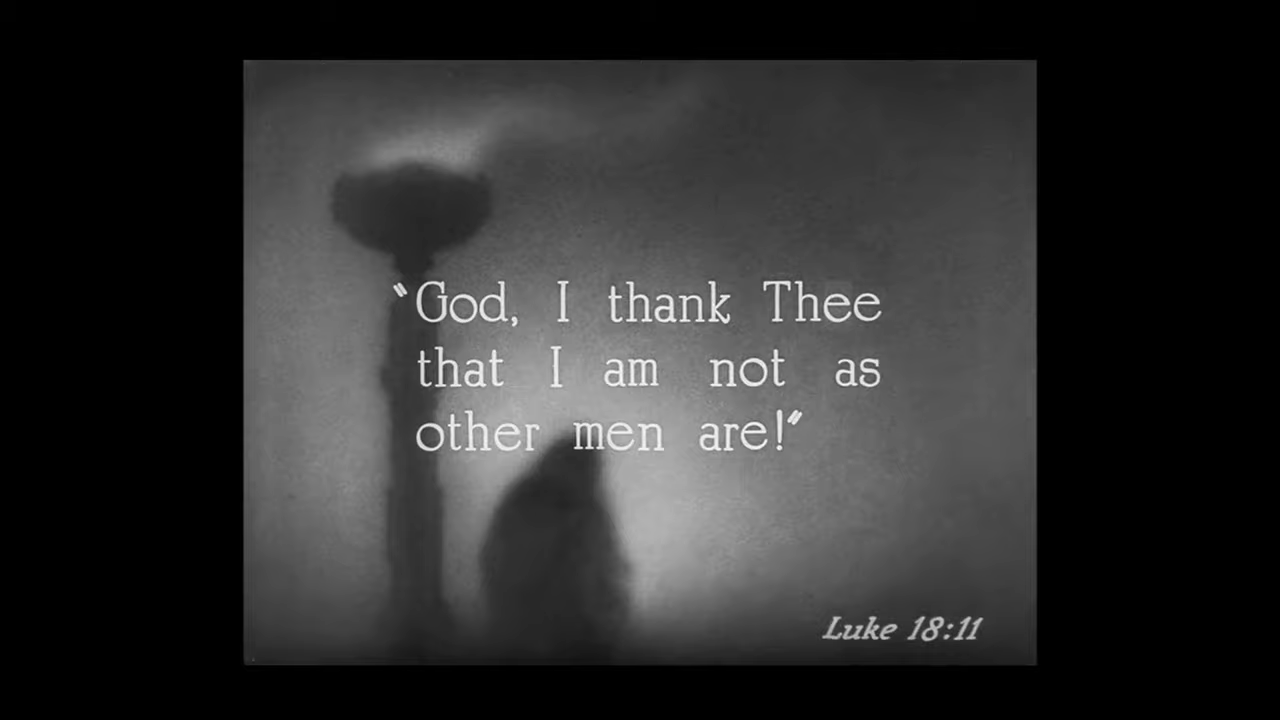 "God, I thank Thee
that I am not as
other men are!"
Luke 18:11